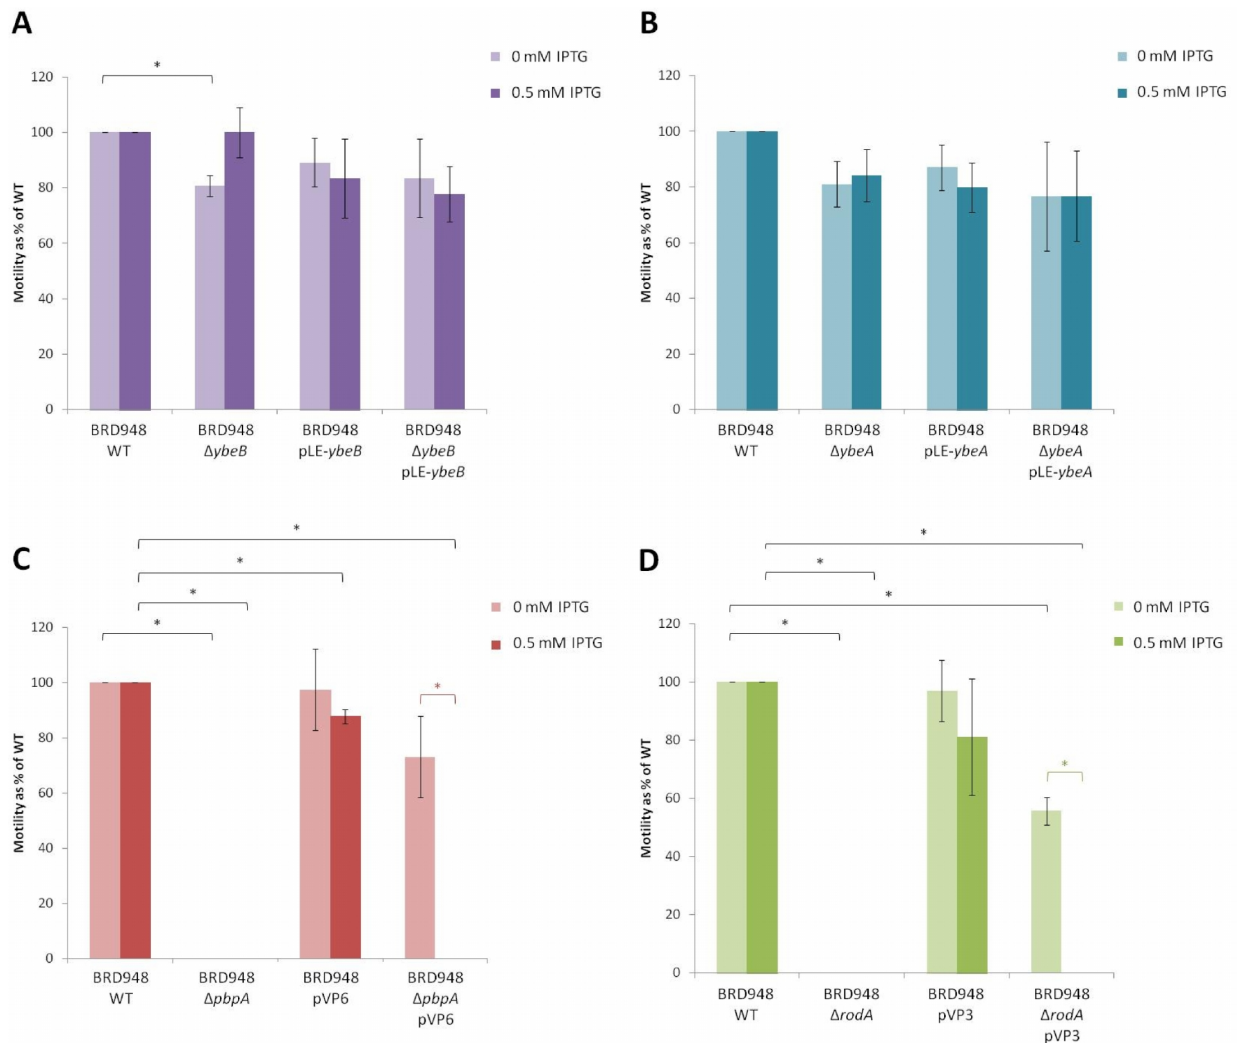 A
0 mM IPTG
0.5 mM IPTG
*
Motility as % of WT
120
100
80
60
40
20
0
BRD948 WT
BRD948 ΔybeB
BRD948 pLE-ybeB
BRD948 ΔybeB pLE-ybeB
B
0 mM IPTG
0.5 mM IPTG
Motility as % of WT
120
100
80
60
40
20
0
BRD948 WT
BRD948 ΔybeA
BRD948 pLE-ybeA
BRD948 ΔybeA pLE-ybeA
C
*
*
*
*
0 mM IPTG
0.5 mM IPTG
*
Motility as % of WT
120
100
80
60
40
20
0
BRD948 WT
BRD948 ΔpbpA
BRD948 pVP6
BRD948 ΔpbpA pVP6
D
*
*
*
*
0 mM IPTG
0.5 mM IPTG
*
Motility as % of WT
120
100
80
60
40
20
0
BRD948 WT
BRD948 ΔrodA
BRD948 pVP3
BRD948 ΔrodA pVP3